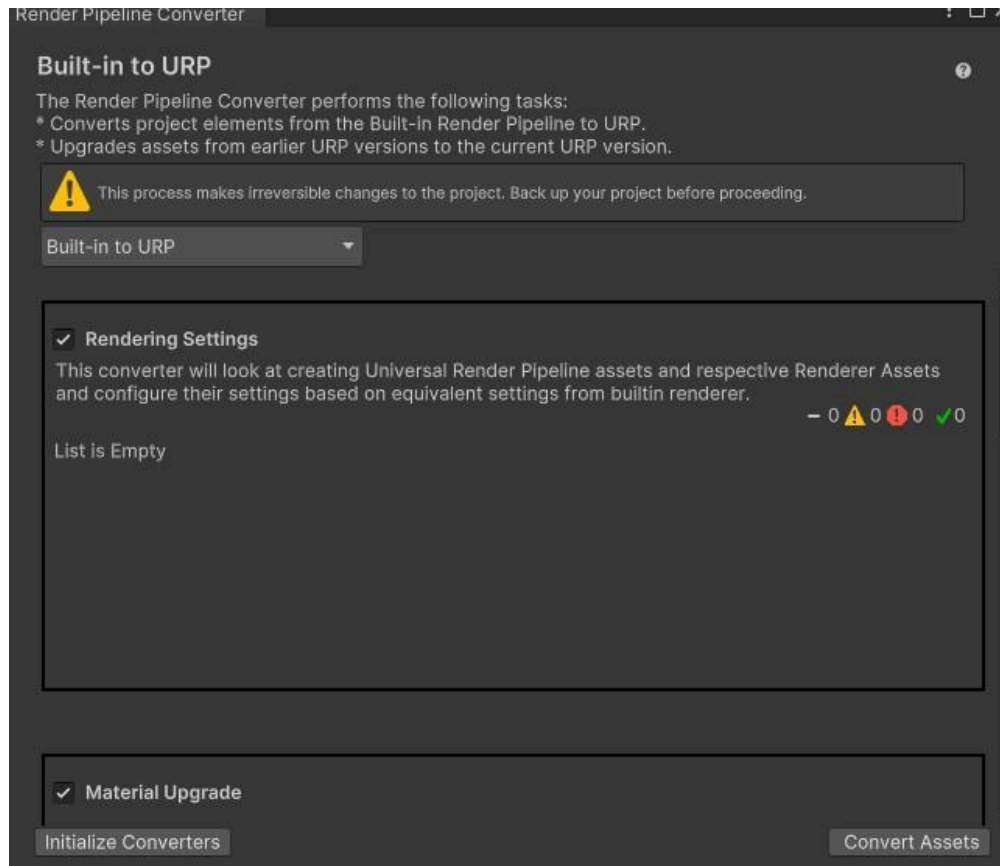 Render Pipeline Converter
Built-in to URP
The Render Pipeline Converter performs the following tasks:
* Converts project elements from the Built-in Render Pipeline to URP.
* Upgrades assets from earlier URP versions to the current URP version.
This process makes irreversible changes to the project. Back up your project before proceeding.
Built-in to URP
Rendering Settings
This converter will look at creating Universal Render Pipeline assets and respective Renderer Assets
and configure their settings based on equivalent settings from builtin renderer.
0 0 0 0
List is Empty
Material Upgrade
Initialize Converters Convert Assets